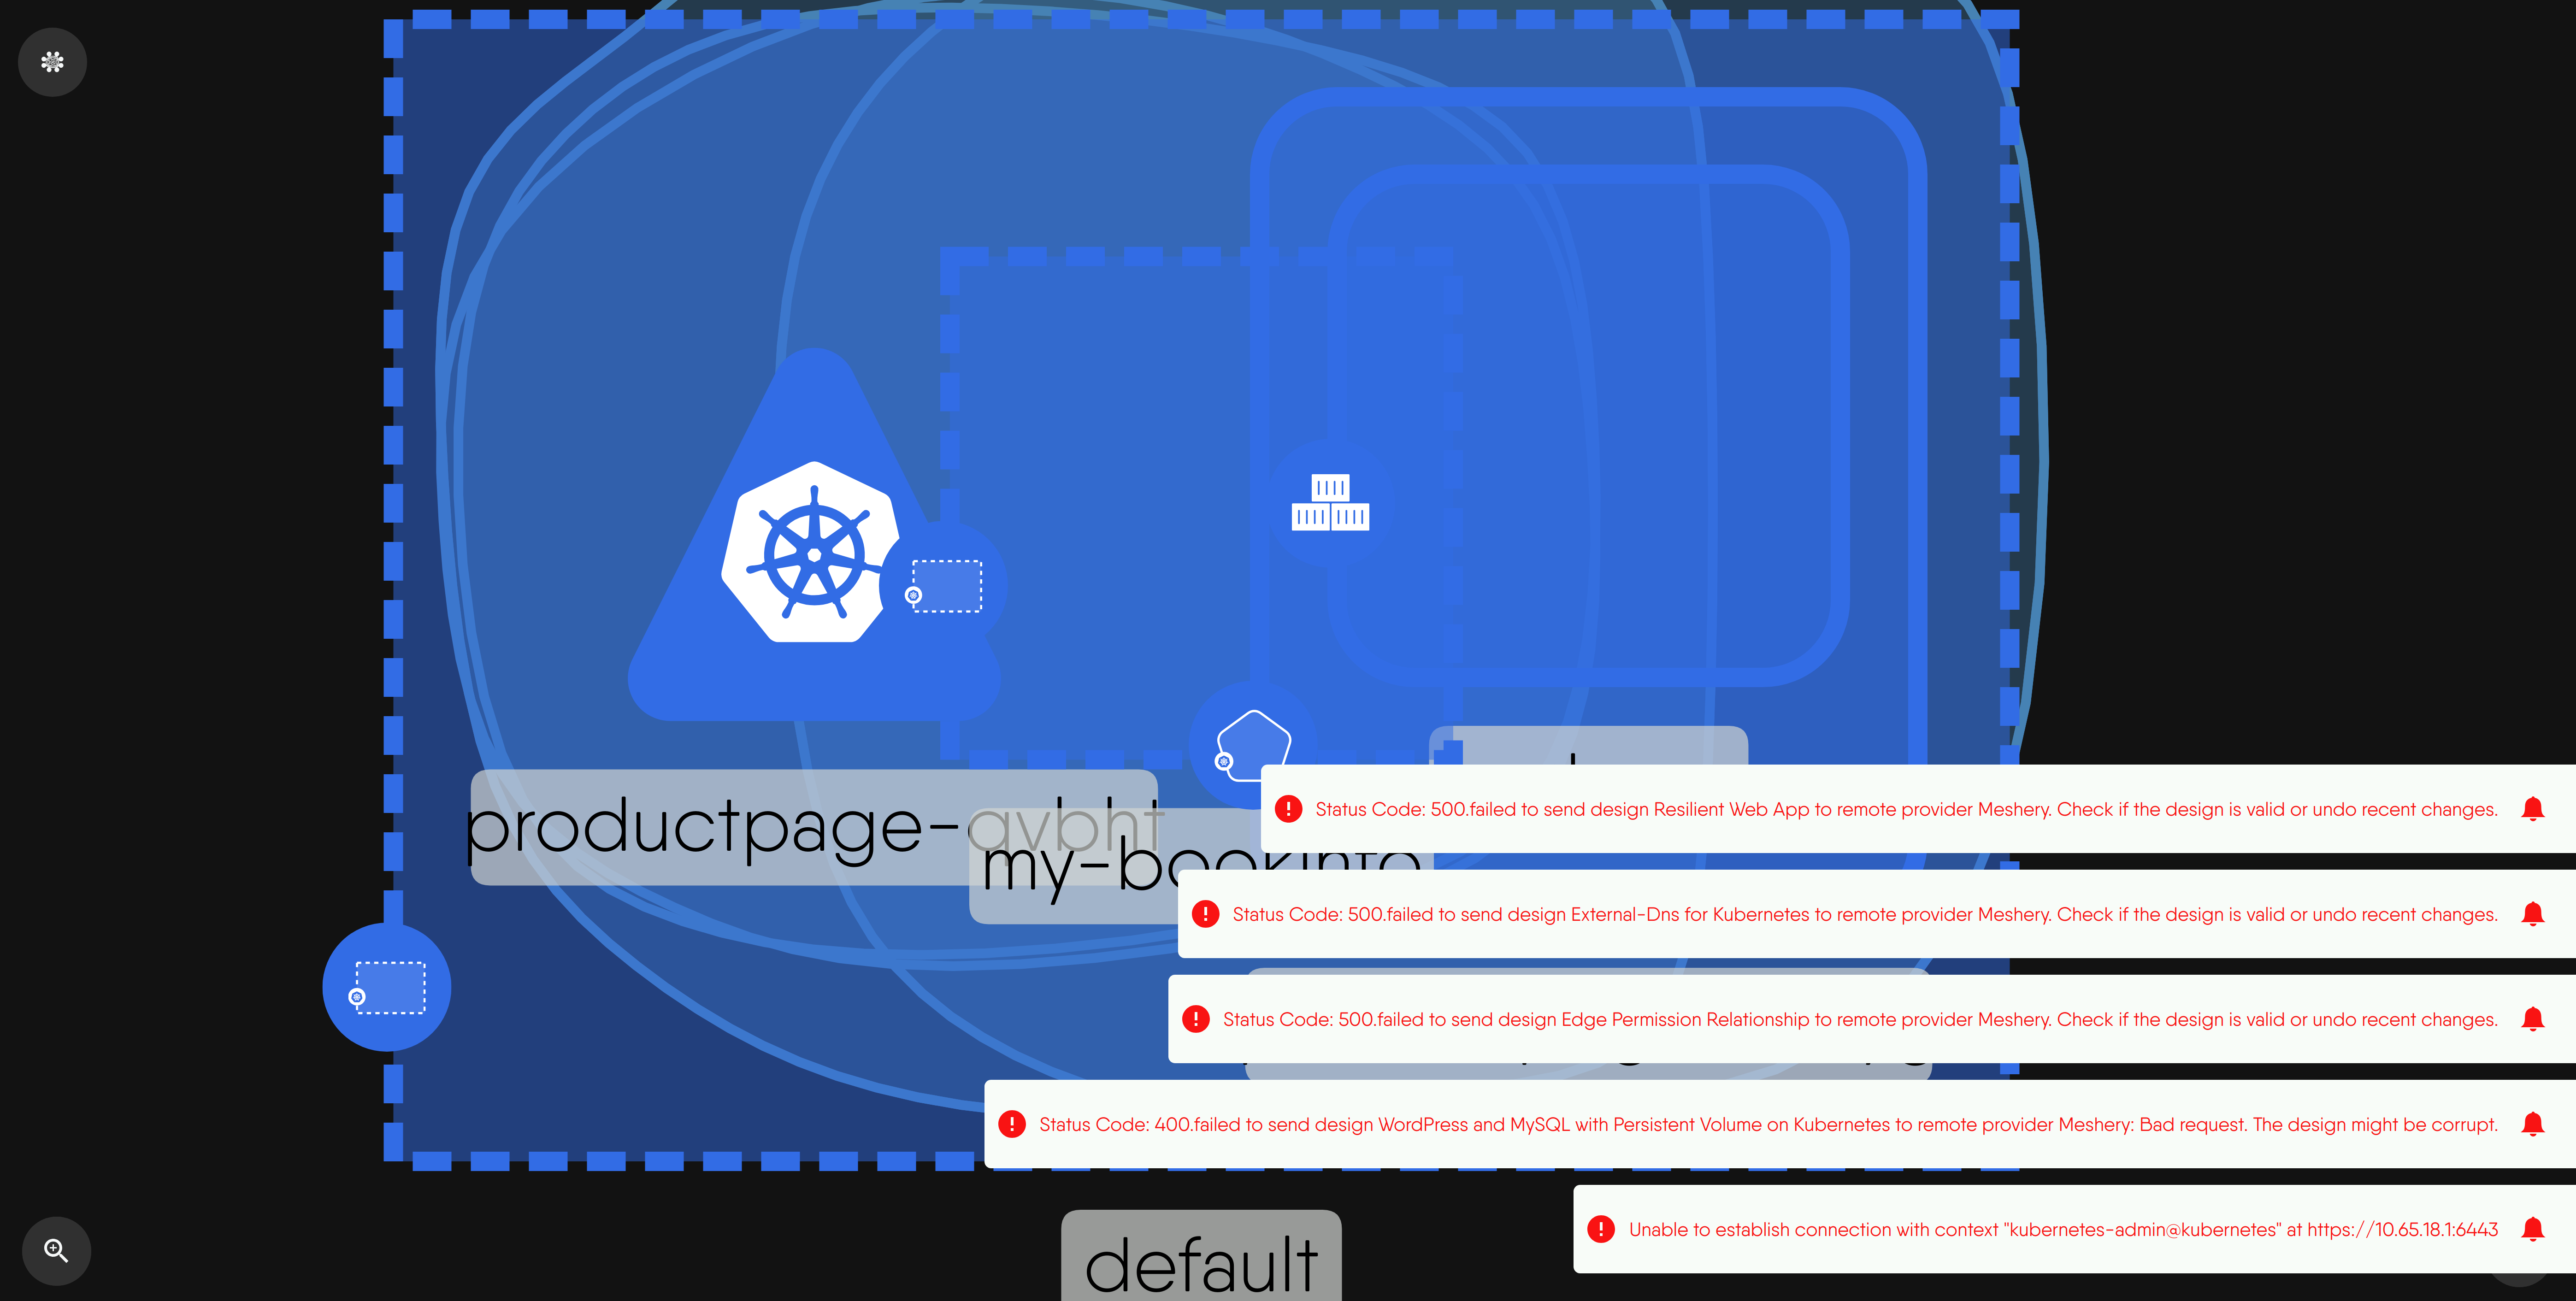 productpage-qvbht
my-bookinfo
Status Code: 500.failed to send design Resilient Web App to remote provider Meshery. Check if the design is valid or undo recent changes.
Status Code: 500.failed to send design External-Dns for Kubernetes to remote provider Meshery. Check if the design is valid or undo recent changes.
Status Code: 500.failed to send design Edge Permission Relationship to remote provider Meshery. Check if the design is valid or undo recent changes.
Status Code: 400.failed to send design WordPress and MySQL with Persistent Volume on Kubernetes to remote provider Meshery: Bad request. The design might be corrupt.
Unable to establish connection with context "kubernetes-admin@kubernetes" at https://10.65.18.1:6443
default